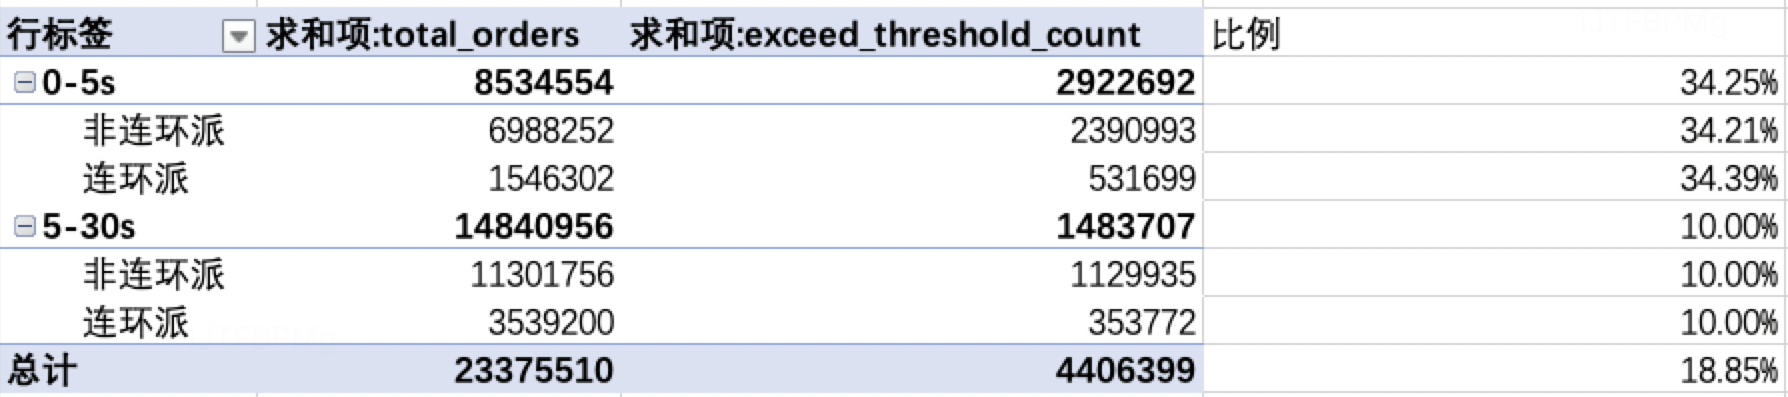 行标签 求和项:total_orders 求和项:exceed_threshold_count 比例
0-5s 8534554 2922692 34.25%
非连环派 6988252 2390993 34.21%
连环派 1546302 531699 34.39%
5-30s 14840956 1483707 10.00%
非连环派 11301756 1129935 10.00%
连环派 3539200 353772 10.00%
总计 23375510 4406399 18.85%